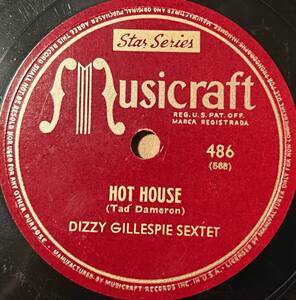 Star Series
Musicraft
REG. U.S. PAT. OFF.
MARCA REGISTRADA
486
(568)
HOT HOUSE
(Tad Dameron)
DIZZY GILLESPIE SEXTET
MANUFACTURED BY MUSICRAFT RECORDS INC. IN U.S.A.